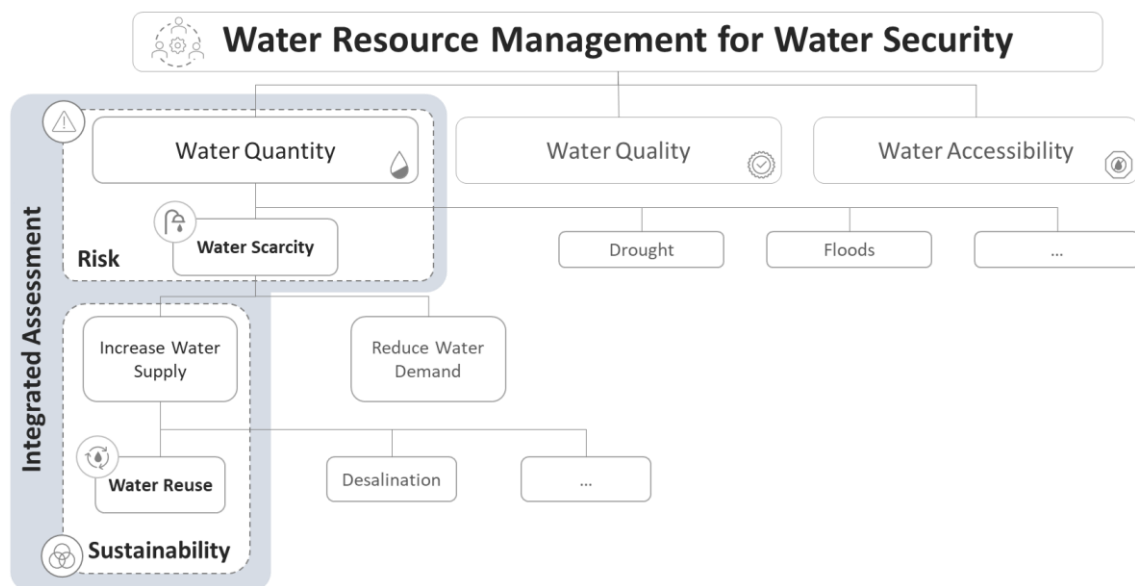 Water Resource Management for Water Security
Water Quantity
Water Quality
Water Accessibility
Integrated Assessment
Risk
Water Scarcity
Drought
Floods
...
Increase Water
Supply
Reduce Water
Demand
Water Reuse
Desalination
...
Sustainability